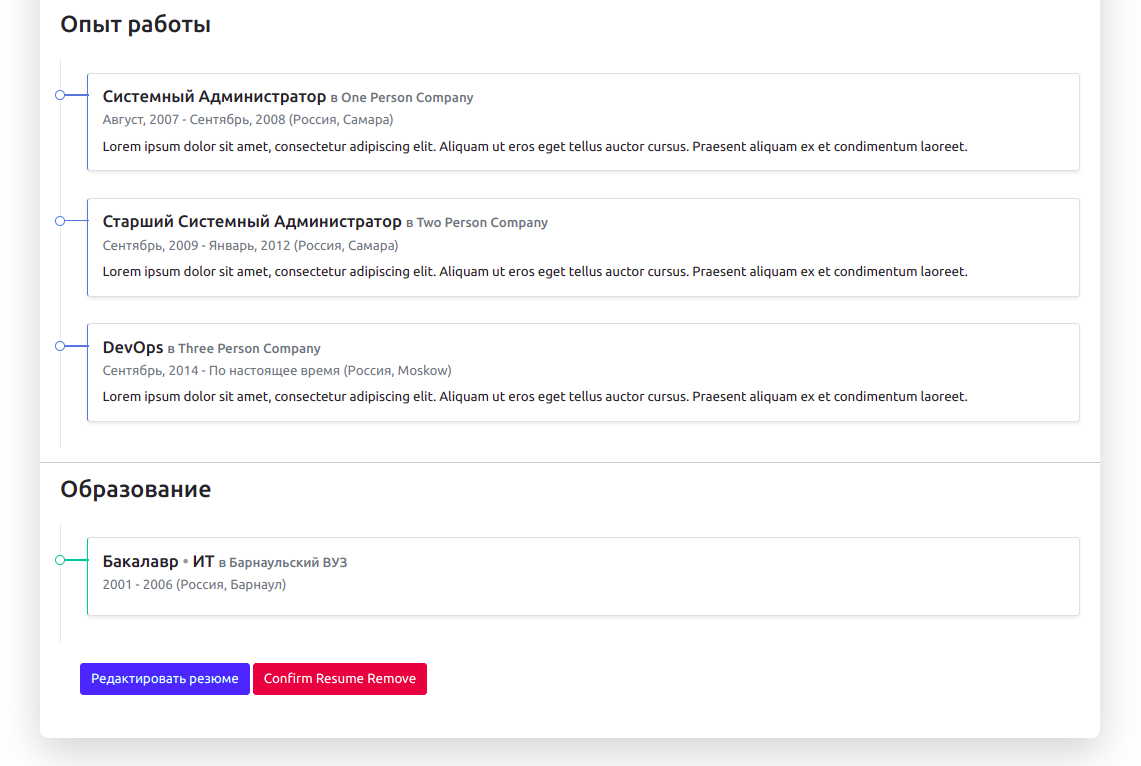 Опыт работы
Системный Администратор в One Person Company
Август, 2007 - Сентябрь, 2008 (Россия, Самара)
Lorem ipsum dolor sit amet, consectetur adipiscing elit. Aliquam ut eros eget tellus auctor cursus. Praesent aliquam ex et condimentum laoreet.
Старший Системный Администратор в Two Person Company
Сентябрь, 2009 - Январь, 2012 (Россия, Самара)
Lorem ipsum dolor sit amet, consectetur adipiscing elit. Aliquam ut eros eget tellus auctor cursus. Praesent aliquam ex et condimentum laoreet.
DevOps в Three Person Company
Сентябрь, 2014 - По настоящее время (Россия, Moskow)
Lorem ipsum dolor sit amet, consectetur adipiscing elit. Aliquam ut eros eget tellus auctor cursus. Praesent aliquam ex et condimentum laoreet.
Образование
Бакалавр • ИТ в Барнаульский ВУЗ
2001 - 2006 (Россия, Барнаул)
Редактировать резюме Confirm Resume Remove